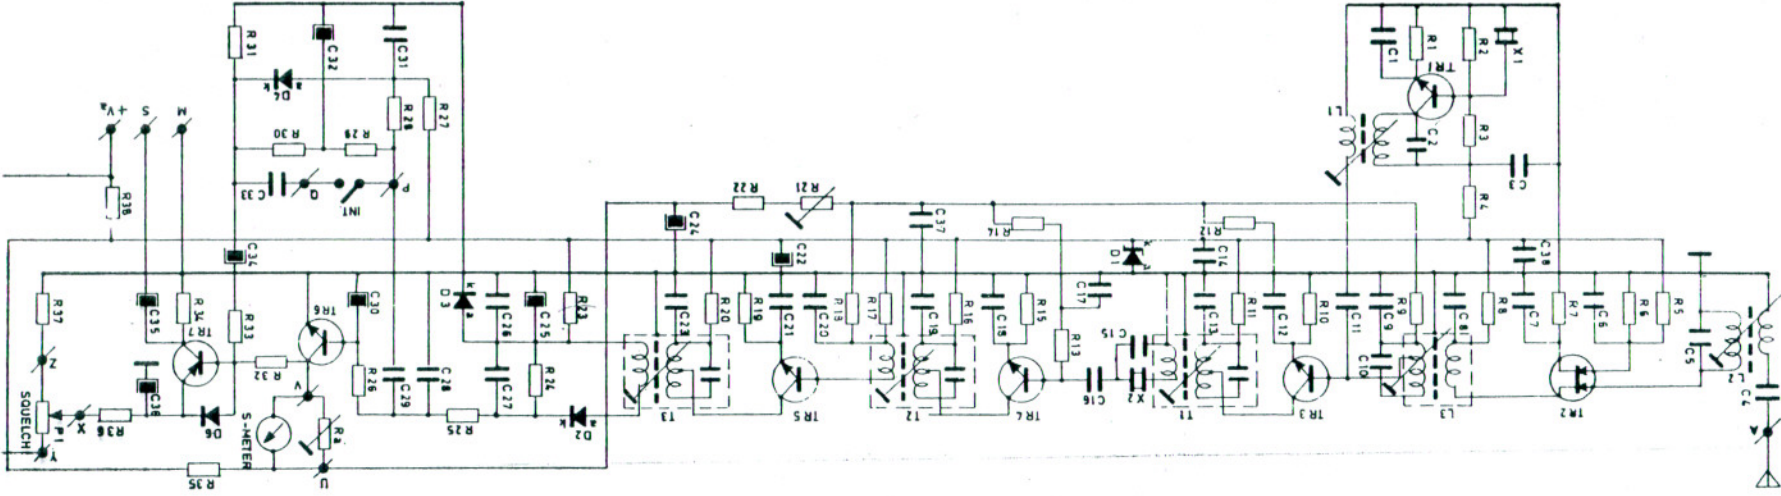 R31
C32
C31
k
D4
a
R28
R27
+Va
S
M
R30
R29
R38
C33
Q
INT.
P
R22
R21
C24
C37
R14
R12
C14
k
D1
a
X1
R2
R1
C1
TR1
L1
C2
R3
C3
R4
C34
C22
C38
R37
C35
R34
TR7
R33
TR6
C30
D3
k
a
C26
C25
R23
C23
R20
R19
C21
C20
R18
R17
C19
R16
C18
R15
C17
R13
C15
C13
R11
C12
R10
C11
C9
R9
C8
R8
C7
R7
C6
R6
R5
C5
L2
C4
Z
C36
R32
V
R26
C29
C28
C27
R24
C10
C16
X2
SQUELCH
P1
X
R36
D6
S-METER
Ra
R25
k
D2
a
T3
TR5
T2
TR4
T1
TR3
L3
TR2
A
Y
R35
U